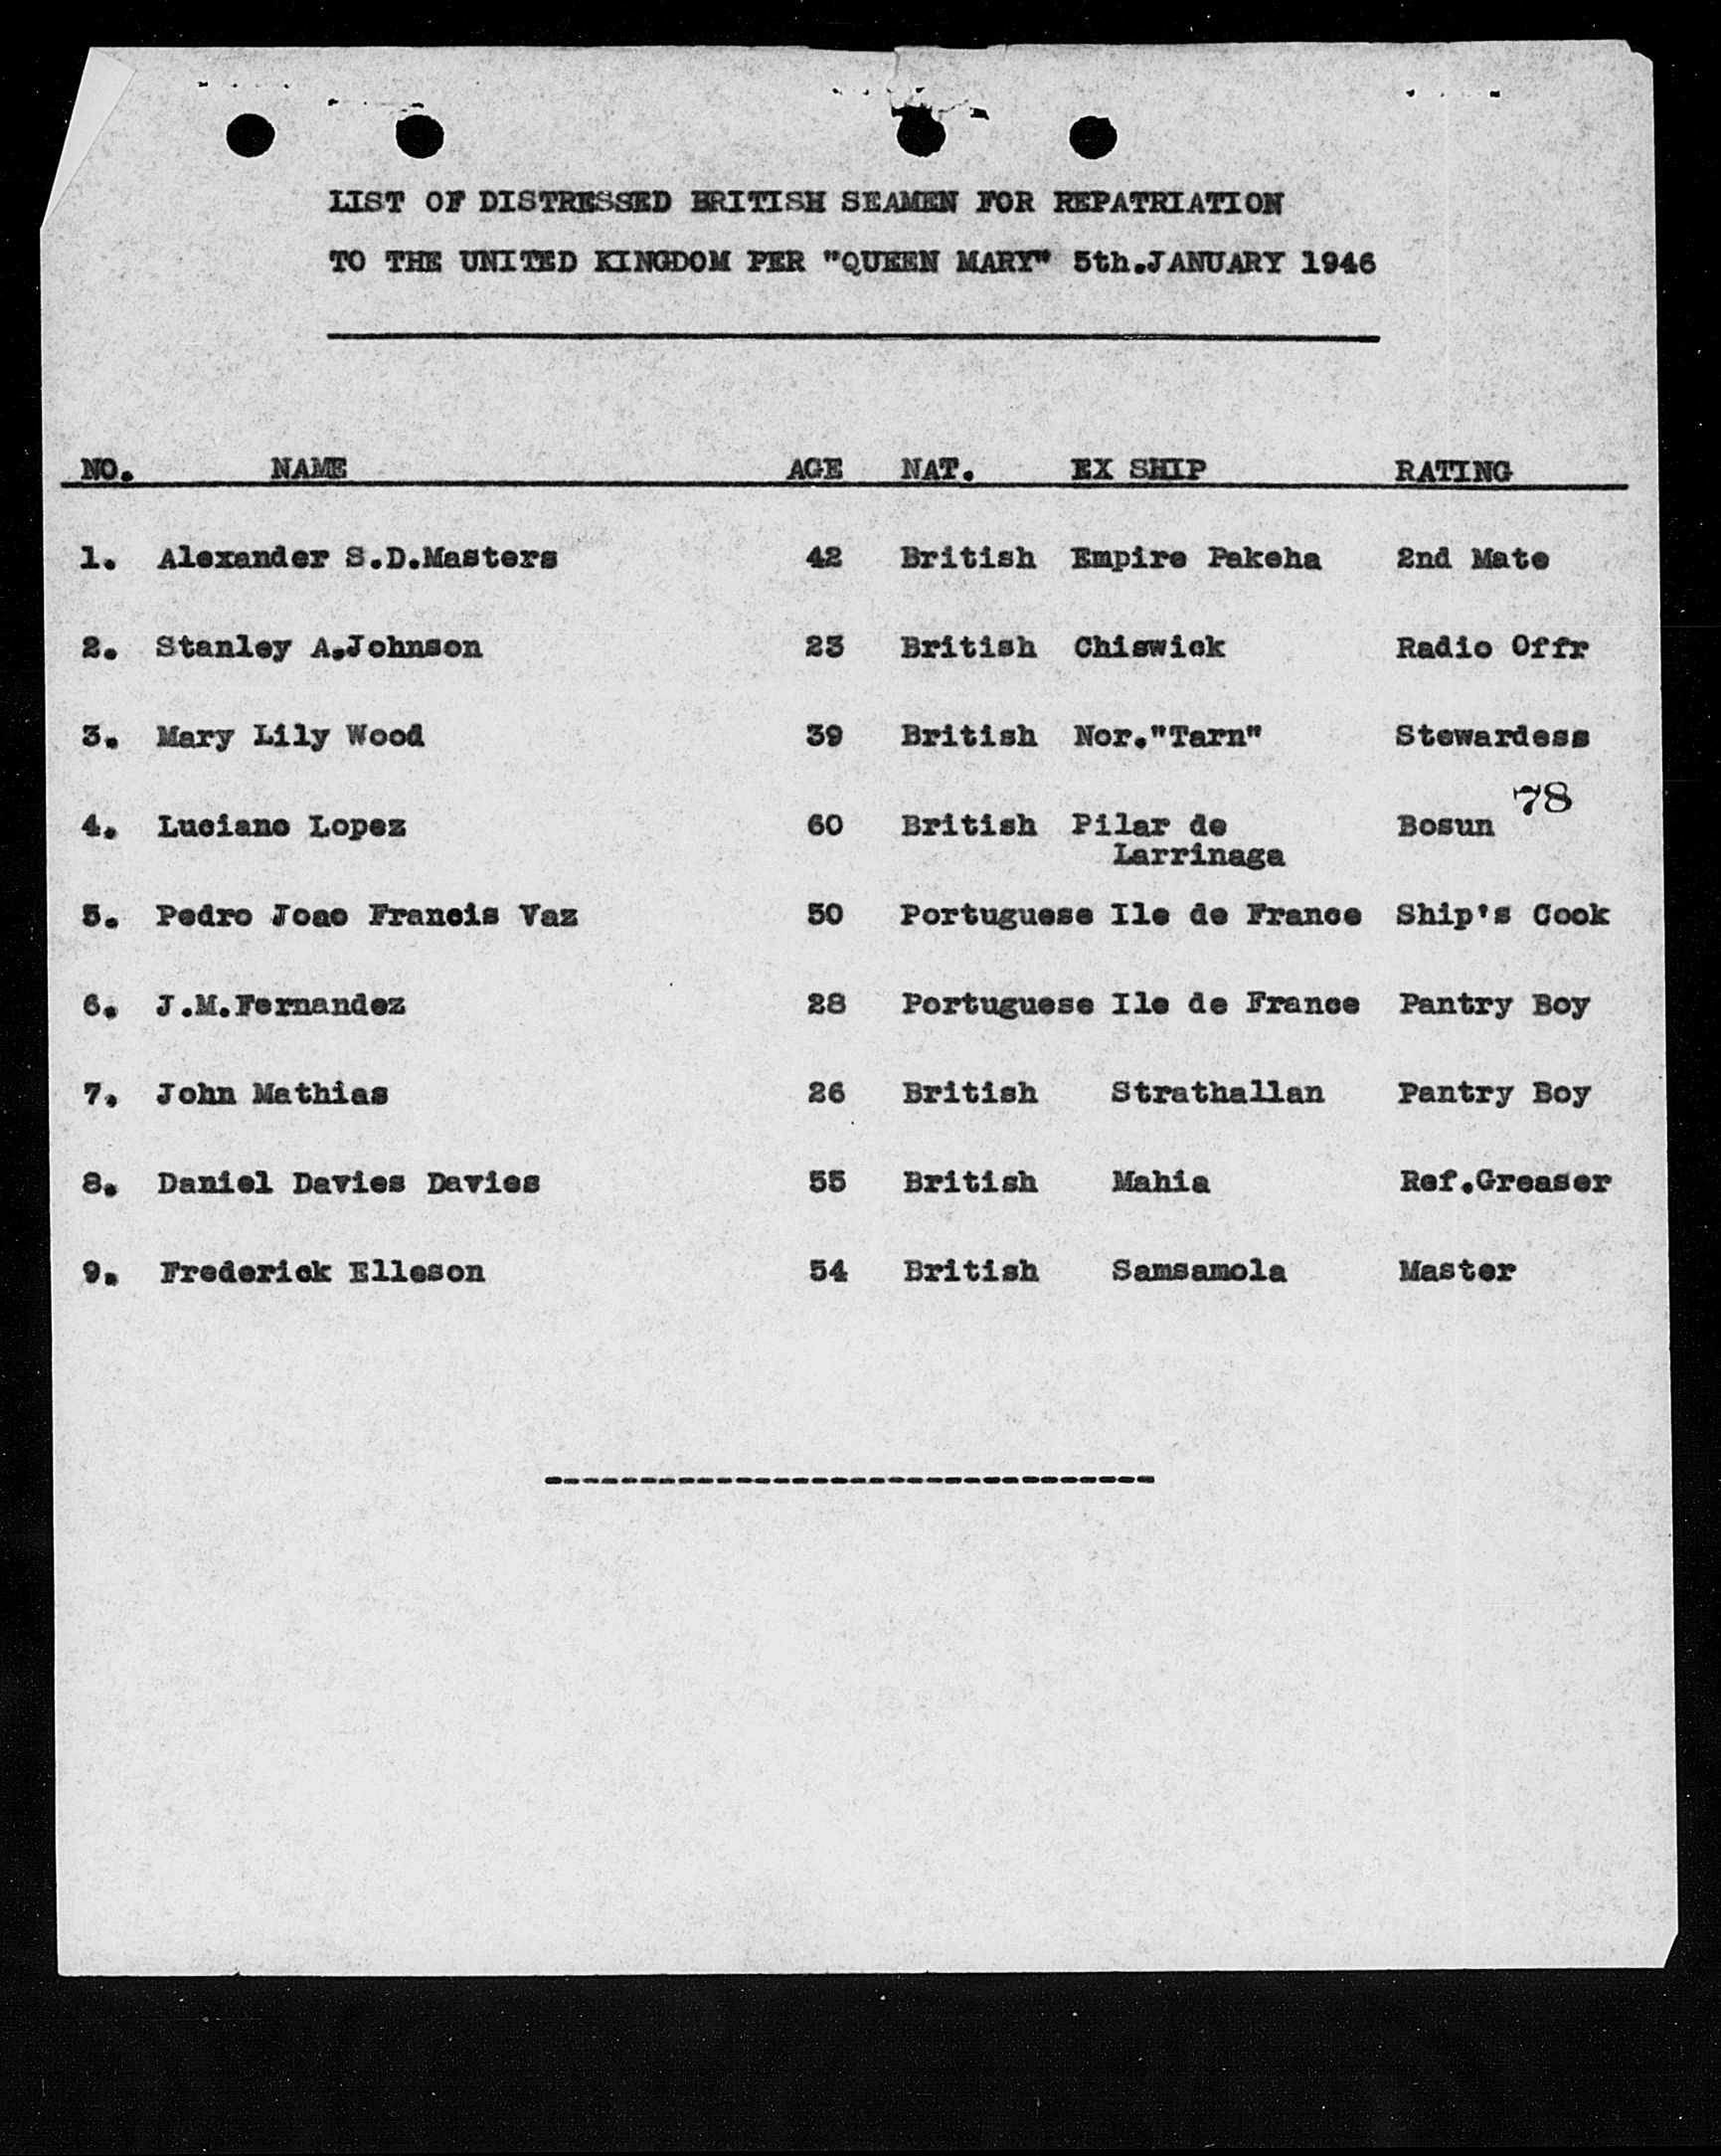 LIST OF DISTRESSED BRITISH SEAMEN FOR REPATRIATION
TO THE UNITED KINGDOM PER "QUEEN MARY" 5th.JANUARY 1946
NO. NAME AGE NAT. EX SHIP RATING
1. Alexander S.D.Masters 42 British Empire Pakeha 2nd Mate
2. Stanley A.Johnson 23 British Chiswick Radio Offr
3. Mary Lily Wood 39 British Nor."Tarn" Stewardess
78
4. Luciano Lopez 60 British Pilar de Bosun
Larrinaga
5. Pedro Joao Francis Vaz 50 Portuguese Ile de France Ship's Cook
6. J.M.Fernandez 28 Portuguese Ile de France Pantry Boy
7. John Mathias 26 British Strathallan Pantry Boy
8. Daniel Davies Davies 55 British Mahia Ref.Greaser
9. Frederick Elleson 54 British Samsamola Master